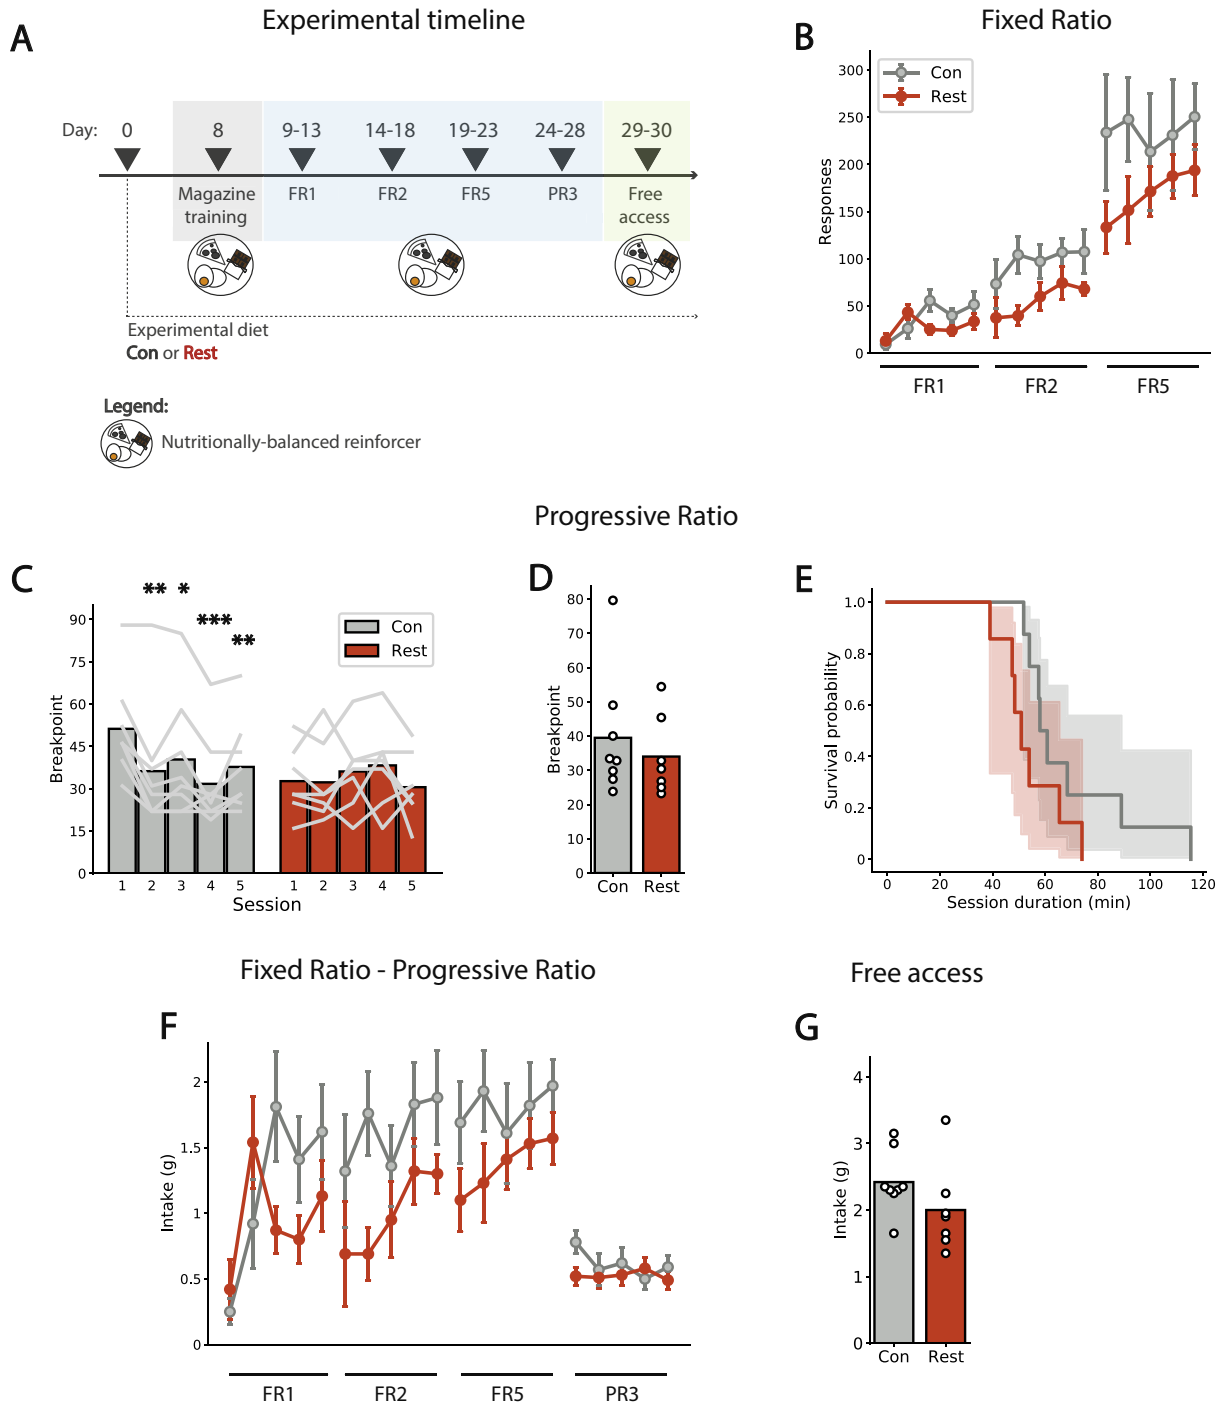 Experimental timeline
A
Day: 0 8 9-13 14-18 19-23 24-28 29-30
Magazine training FR1 FR2 FR5 PR3 Free access
Experimental diet
Con or Rest
Legend:
Nutritionally-balanced reinforcer
Fixed Ratio
B
Con
Rest
Responses
300
250
200
150
100
50
0
FR1 FR2 FR5
Progressive Ratio
C
** * *** **
Con
Rest
Breakpoint
90
75
60
45
30
15
0
1 2 3 4 5 1 2 3 4 5
Session
D
Breakpoint
80
70
60
50
40
30
20
10
0
Con Rest
E
Survival probability
1.0
0.8
0.6
0.4
0.2
0
0 20 40 60 80 100 120
Session duration (min)
Fixed Ratio - Progressive Ratio
F
Intake (g)
2
1.5
1
0.5
0
FR1 FR2 FR5 PR3
Free access
G
Intake (g)
4
3
2
1
0
Con Rest